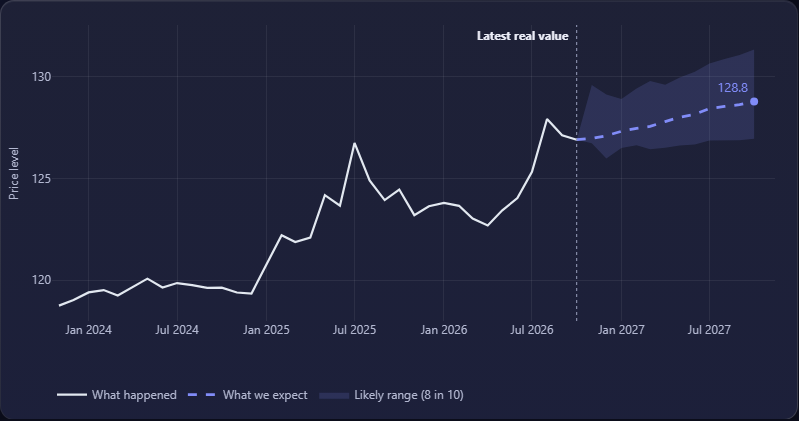 Latest real value
130
128.8
125
120
Price level
Jan 2024
Jul 2024
Jan 2025
Jul 2025
Jan 2026
Jul 2026
Jan 2027
Jul 2027
What happened
What we expect
Likely range (8 in 10)